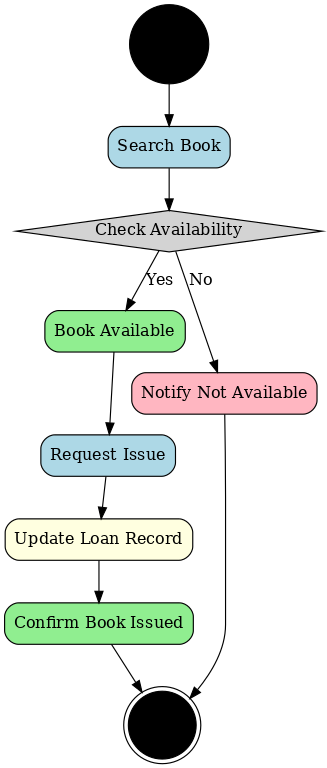 Search Book
Check Availability
Yes
No
Book Available
Notify Not Available
Request Issue
Update Loan Record
Confirm Book Issued